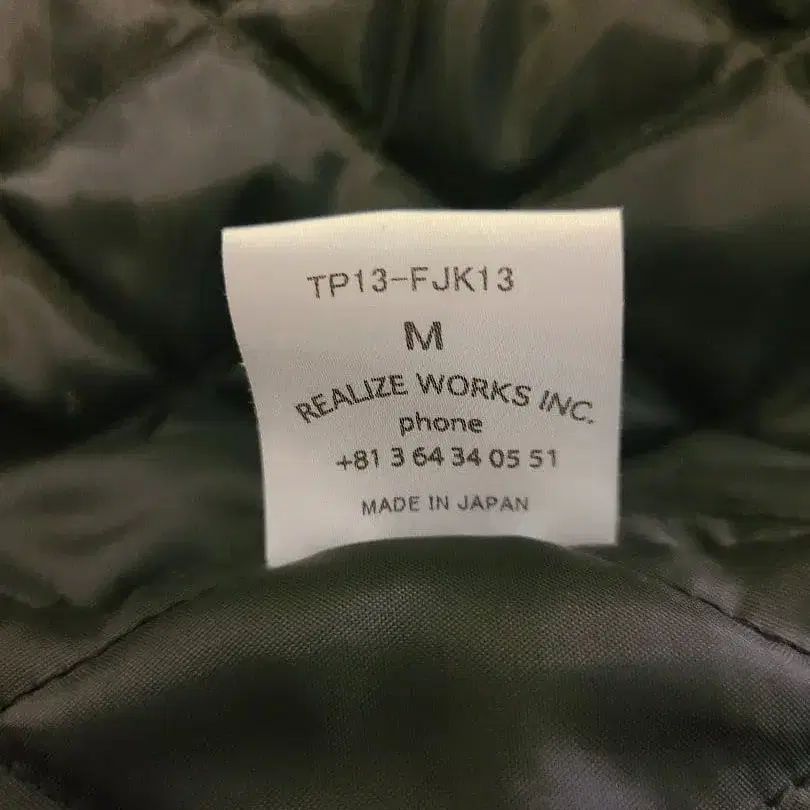 TP13-FJK13
M
REALIZE WORKS INC.
phone
+81 3 64 34 05 51
MADE IN JAPAN